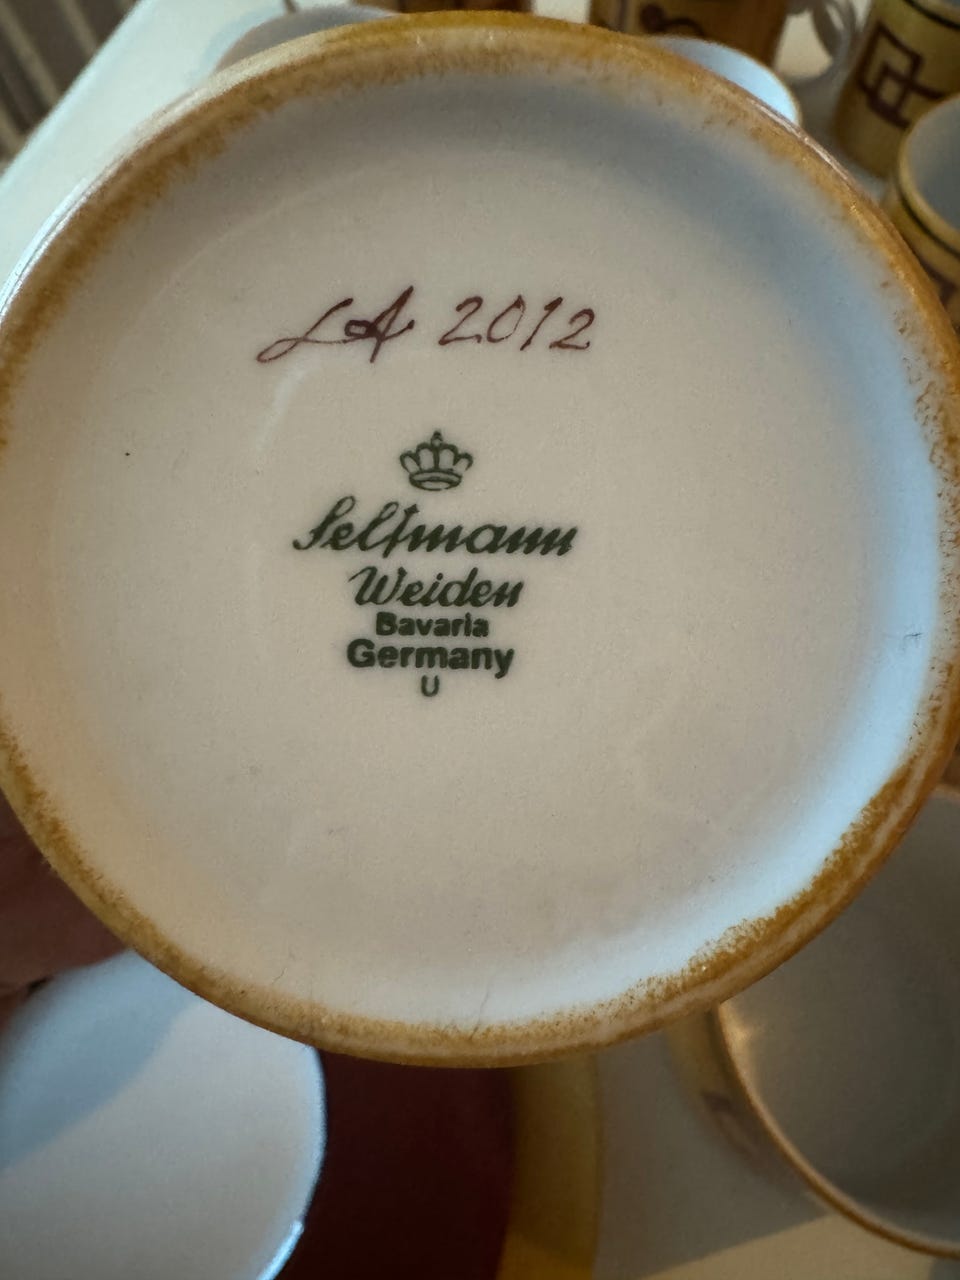 LA 2012
Seltmann
Weiden
Bavaria
Germany
U